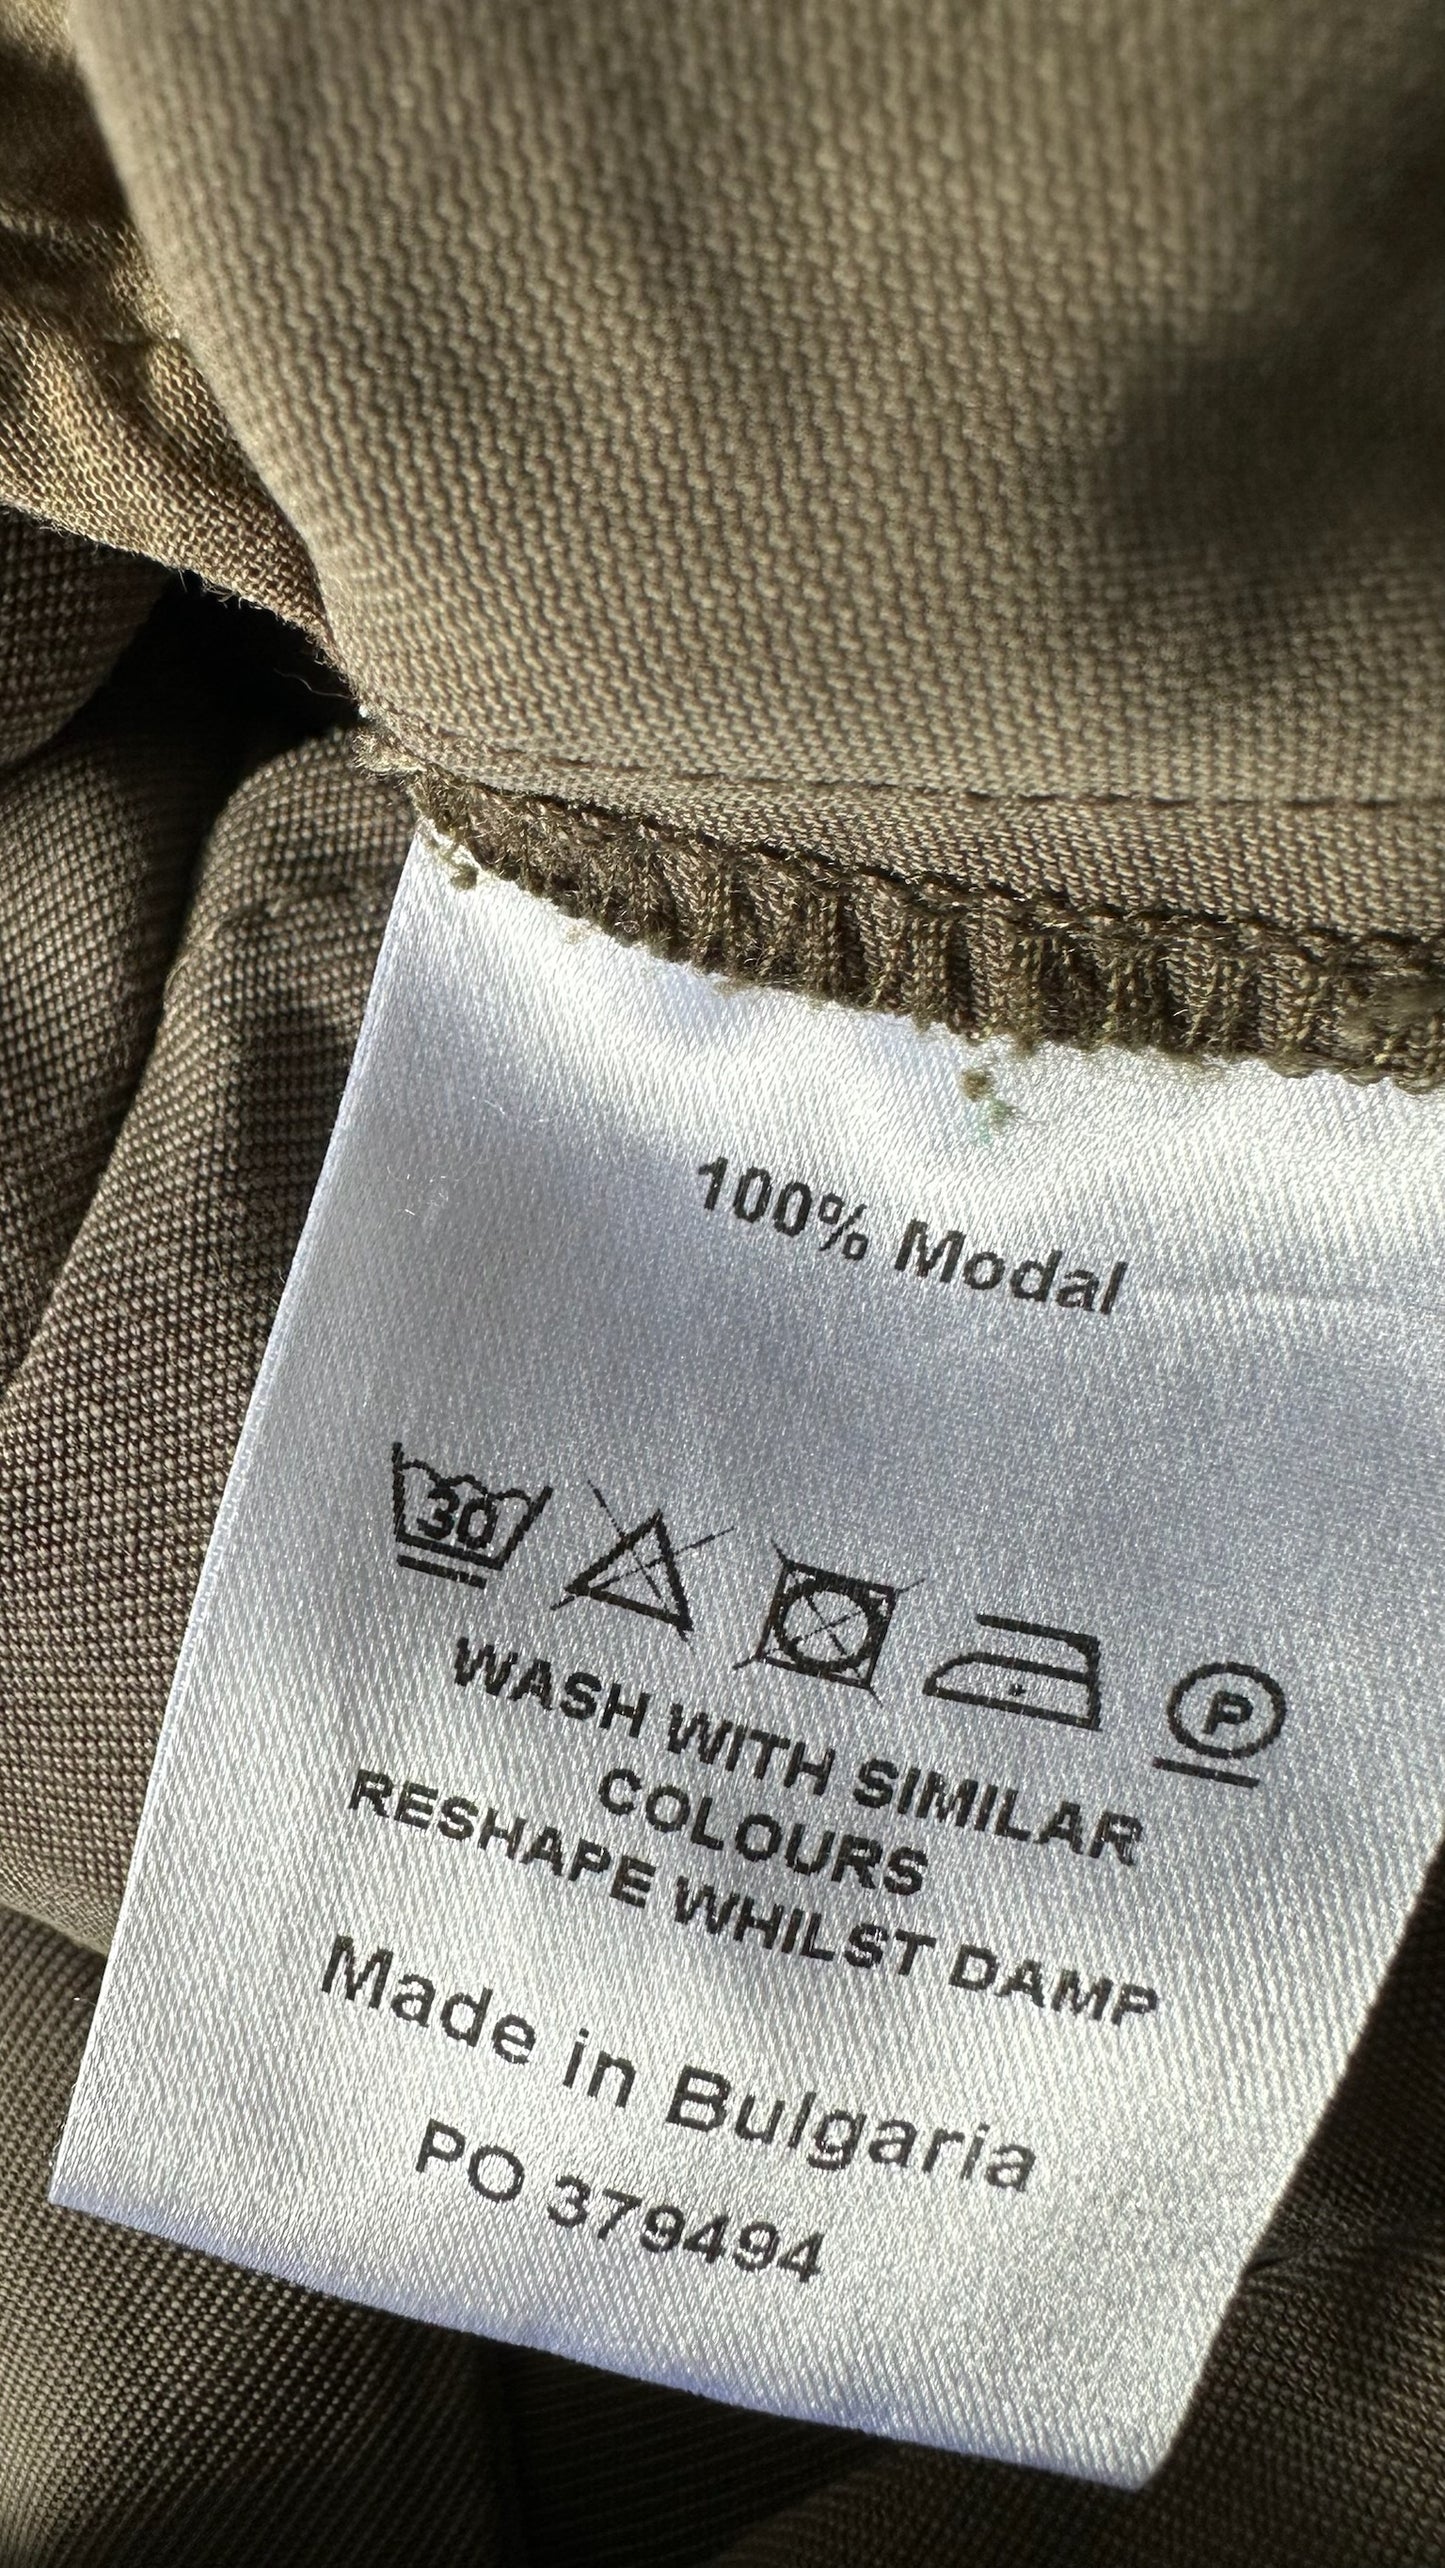 100% Modal
30
P
WASH WITH SIMILAR
COLOURS
RESHAPE WHILST DAMP
Made in Bulgaria
PO 379494